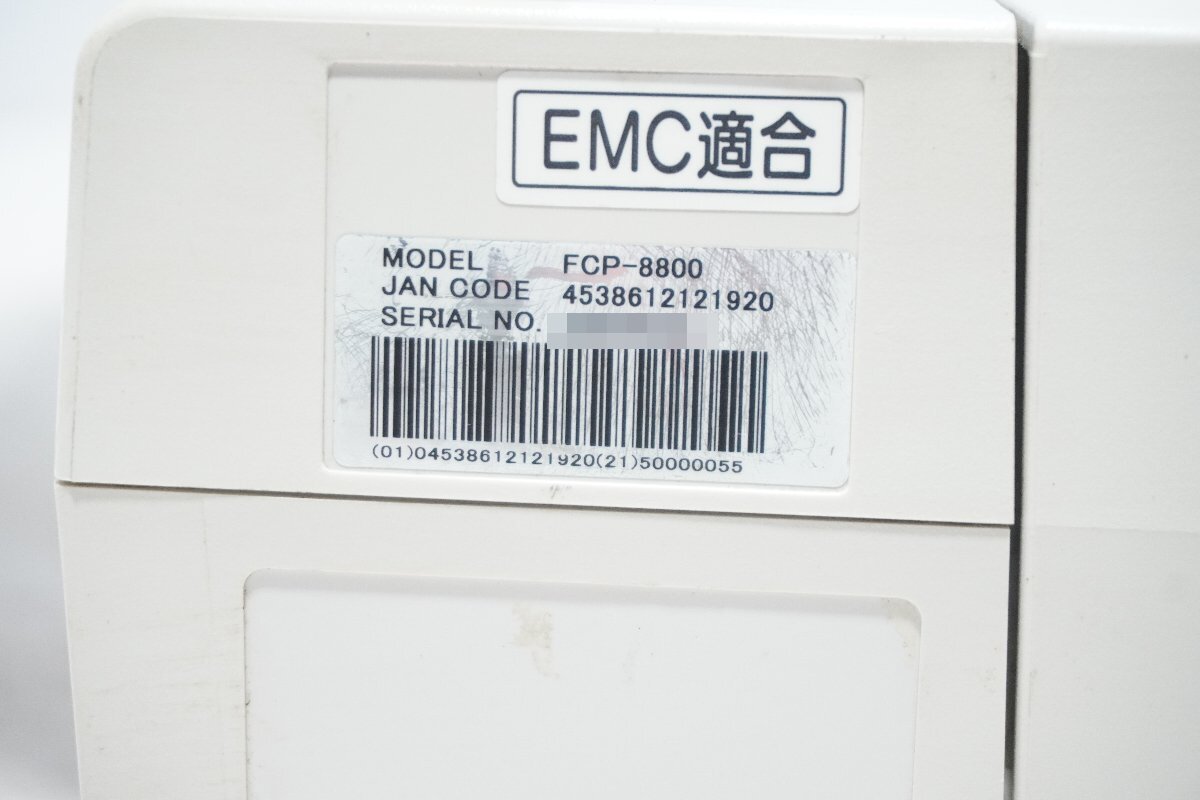 EMC適合
MODEL FCP-8800
JAN CODE 4538612121920
SERIAL NO.
(01)04538612121920(21)50000055